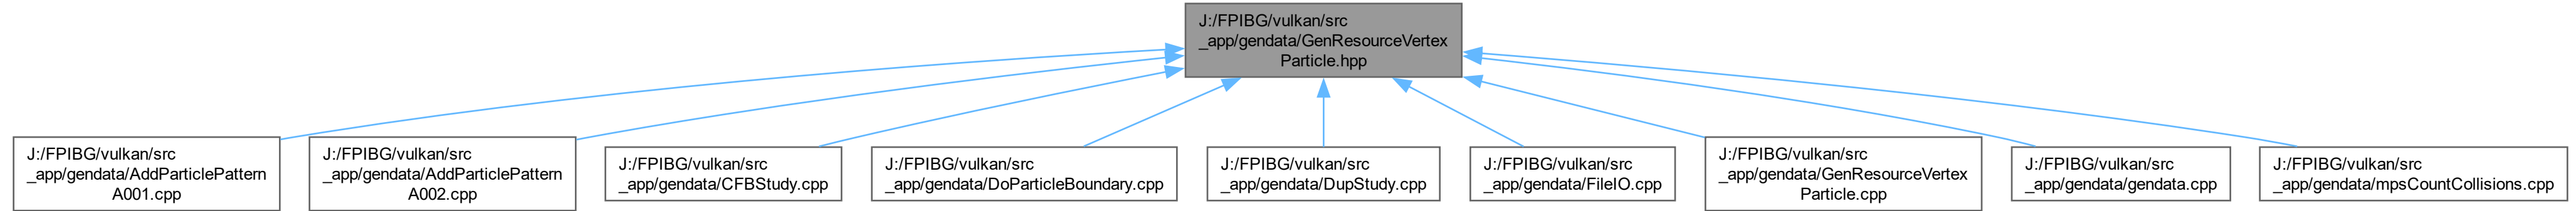 J:/FPIBG/vulkan/src
_app/gendata/GenResourceVertex
Particle.hpp
J:/FPIBG/vulkan/src
_app/gendata/AddParticlePattern
A001.cpp
J:/FPIBG/vulkan/src
_app/gendata/AddParticlePattern
A002.cpp
J:/FPIBG/vulkan/src
_app/gendata/CFBStudy.cpp
J:/FPIBG/vulkan/src
_app/gendata/DoParticleBoundary.cpp
J:/FPIBG/vulkan/src
_app/gendata/DupStudy.cpp
J:/FPIBG/vulkan/src
_app/gendata/FileIO.cpp
J:/FPIBG/vulkan/src
_app/gendata/GenResourceVertex
Particle.cpp
J:/FPIBG/vulkan/src
_app/gendata/gendata.cpp
J:/FPIBG/vulkan/src
_app/gendata/mpsCountCollisions.cpp